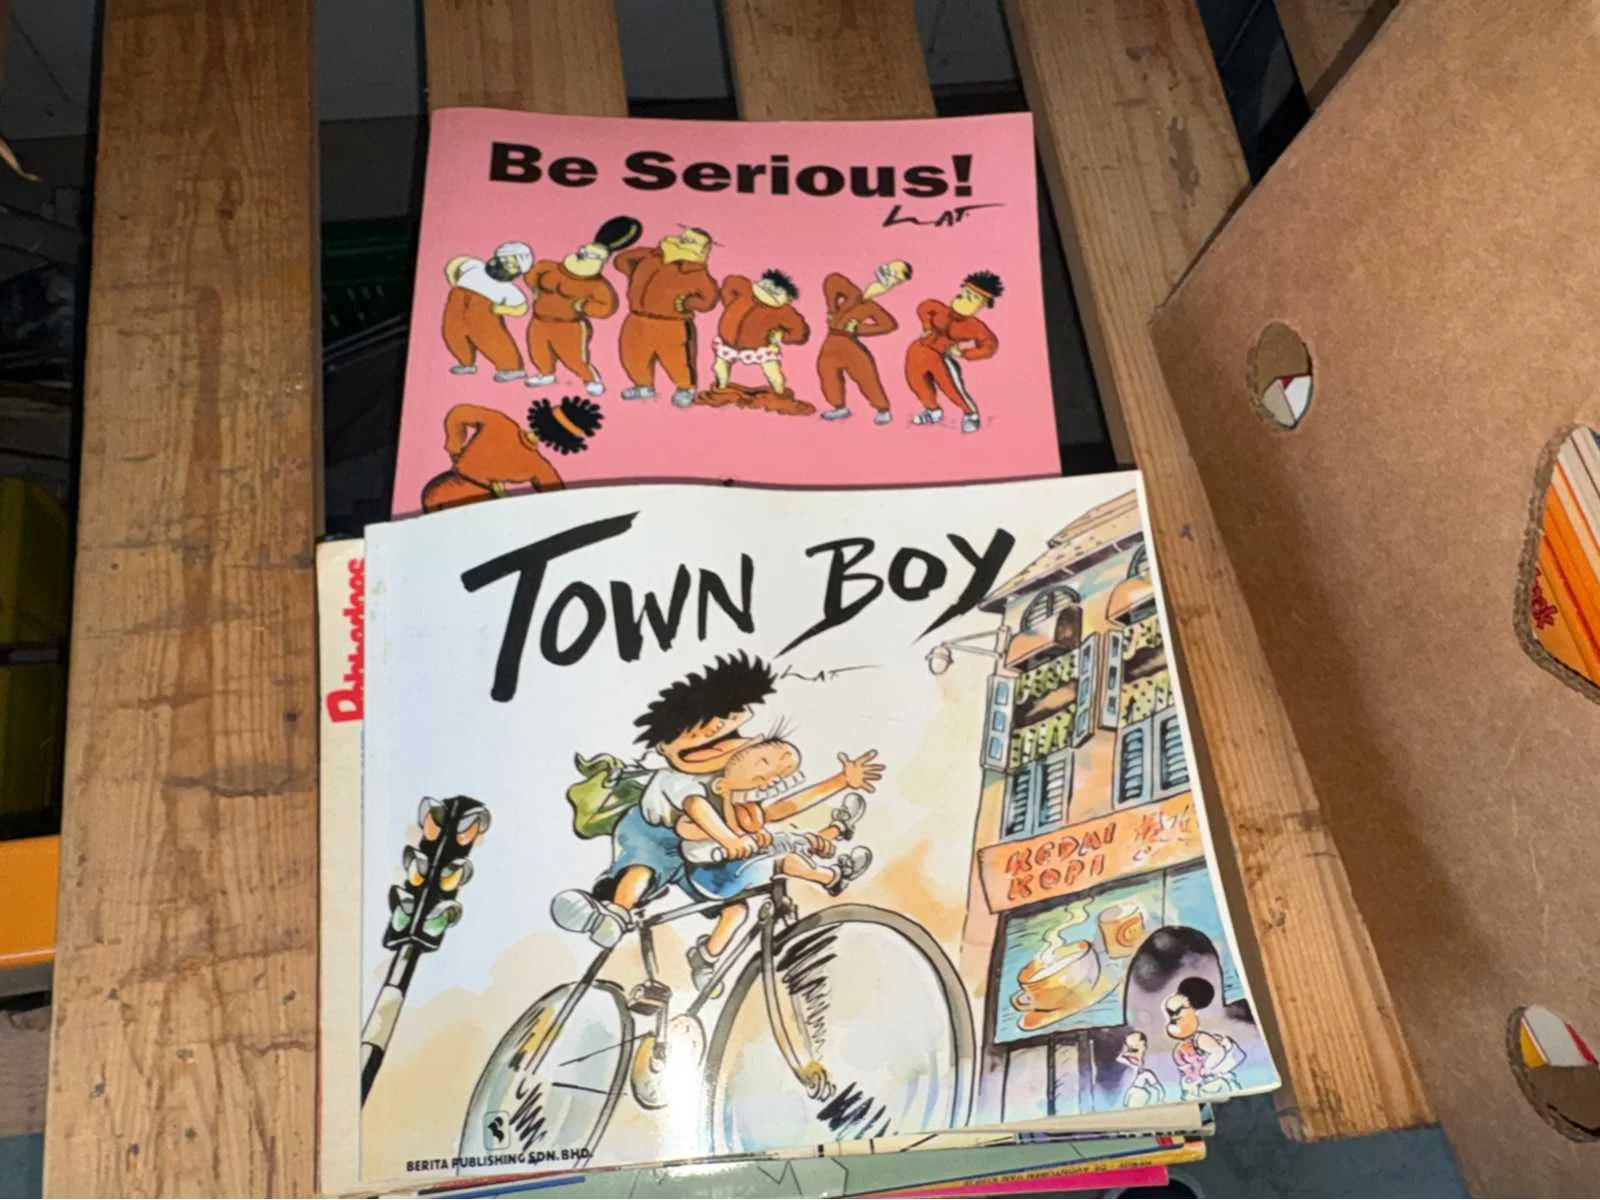 Be Serious!
LAT
TOWN BOY
LAT
KEDAI
KOPI
BERITA PUBLISHING SDN. BHD.